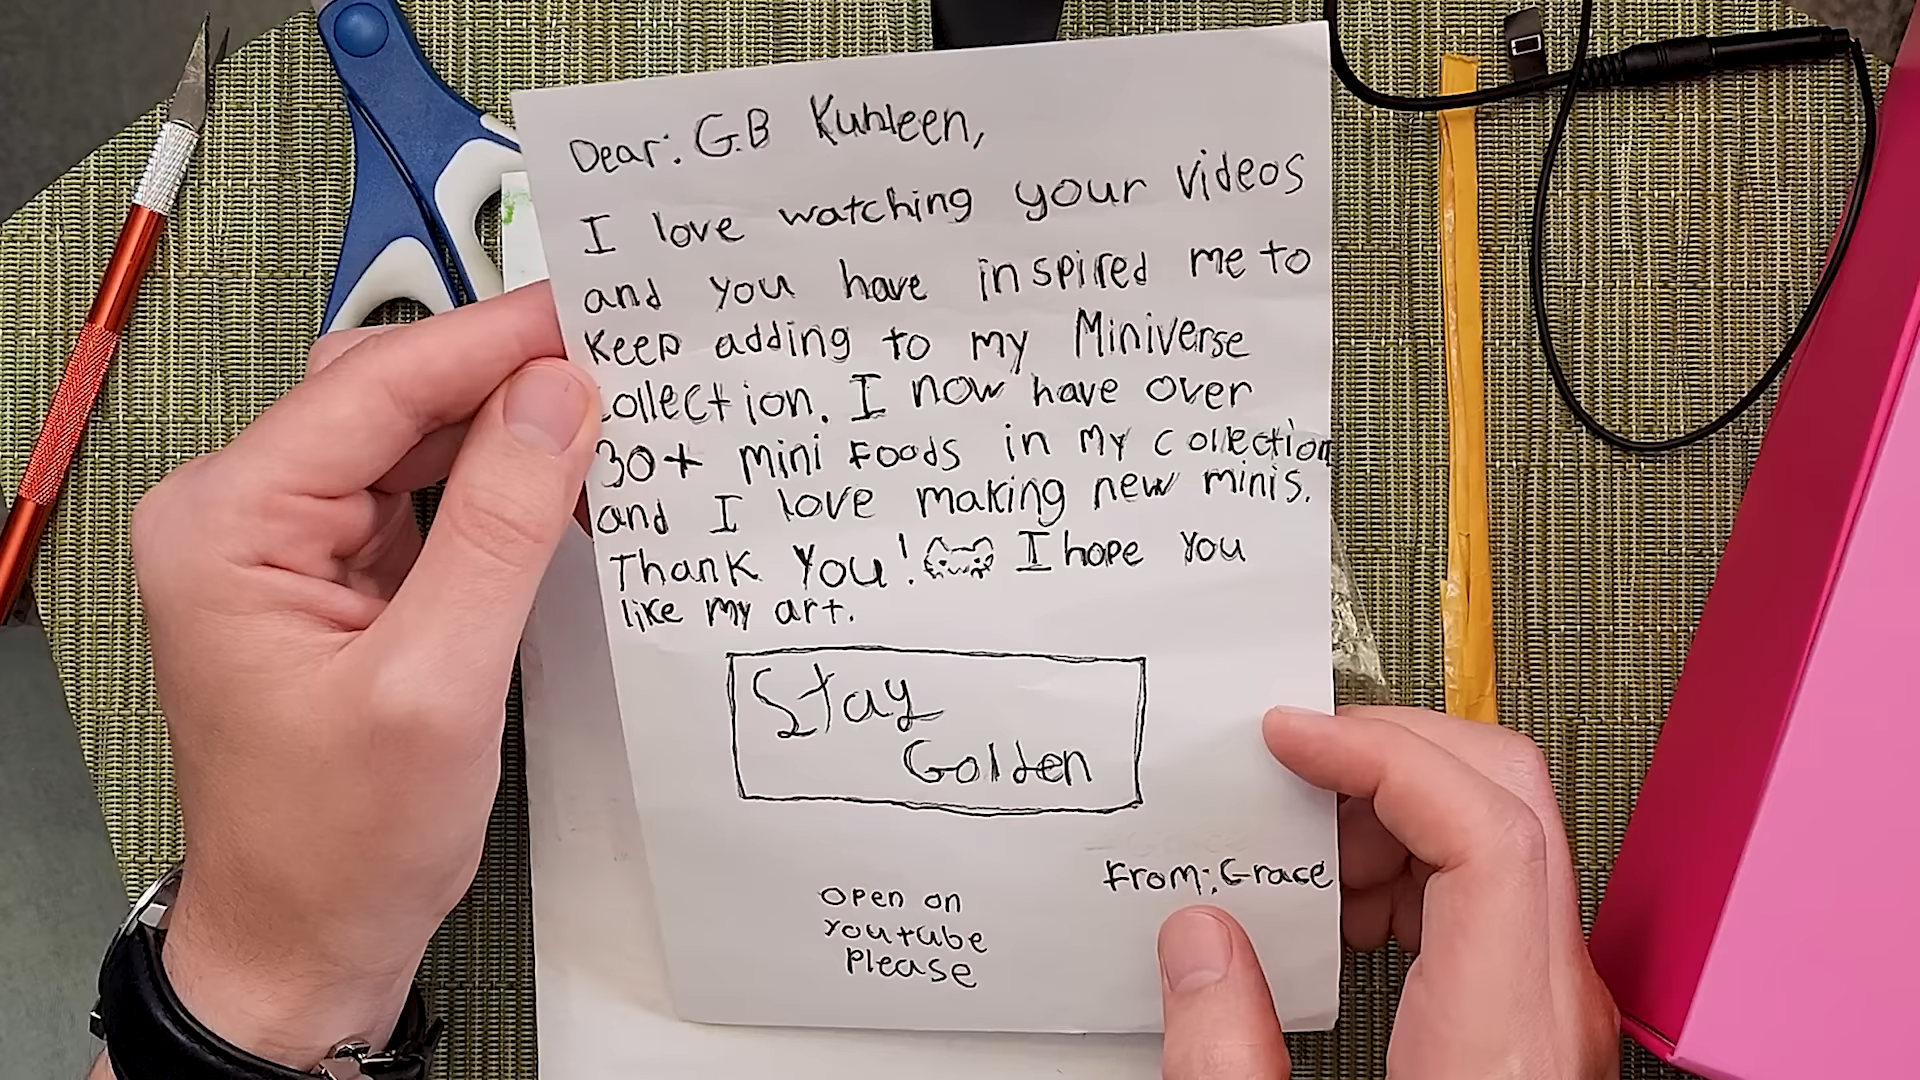 Dear: G.B Kuhleen,
I love watching your videos
and you have inspired me to
Keep adding to my Miniverse
Collection. I now have over
30+ mini Foods in my collection
and I love making new minis.
Thank You! I hope You
like my art.
Stay
Golden
From: Grace
Open on
Youtube
Please